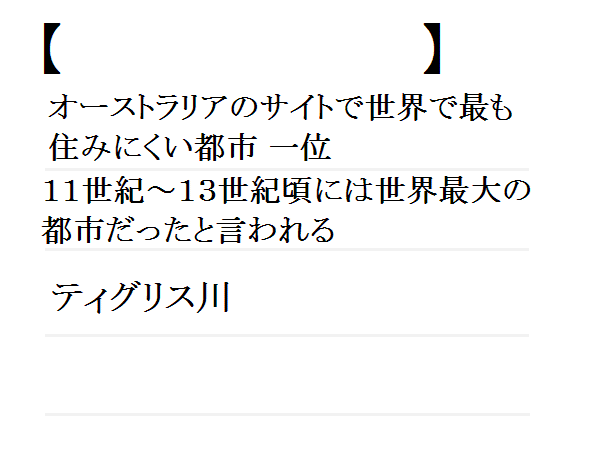 【　　　　　　　　】
オーストラリアのサイトで世界で最も
住みにくい都市 一位
１１世紀～１３世紀頃には世界最大の
都市だったと言われる
ティグリス川